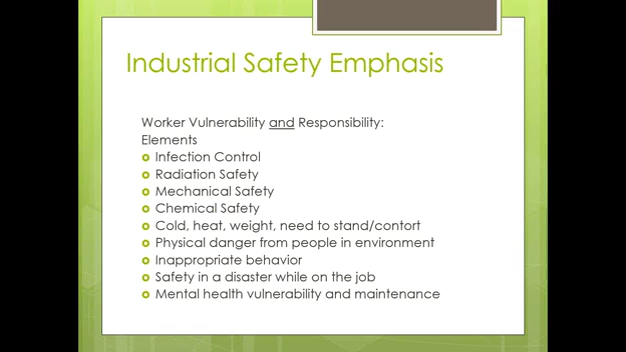 Industrial Safety Emphasis
Worker Vulnerability and Responsibility:
Elements
Infection Control
Radiation Safety
Mechanical Safety
Chemical Safety
Cold, heat, weight, need to stand/contort
Physical danger from people in environment
Inappropriate behavior
Safety in a disaster while on the job
Mental health vulnerability and maintenance